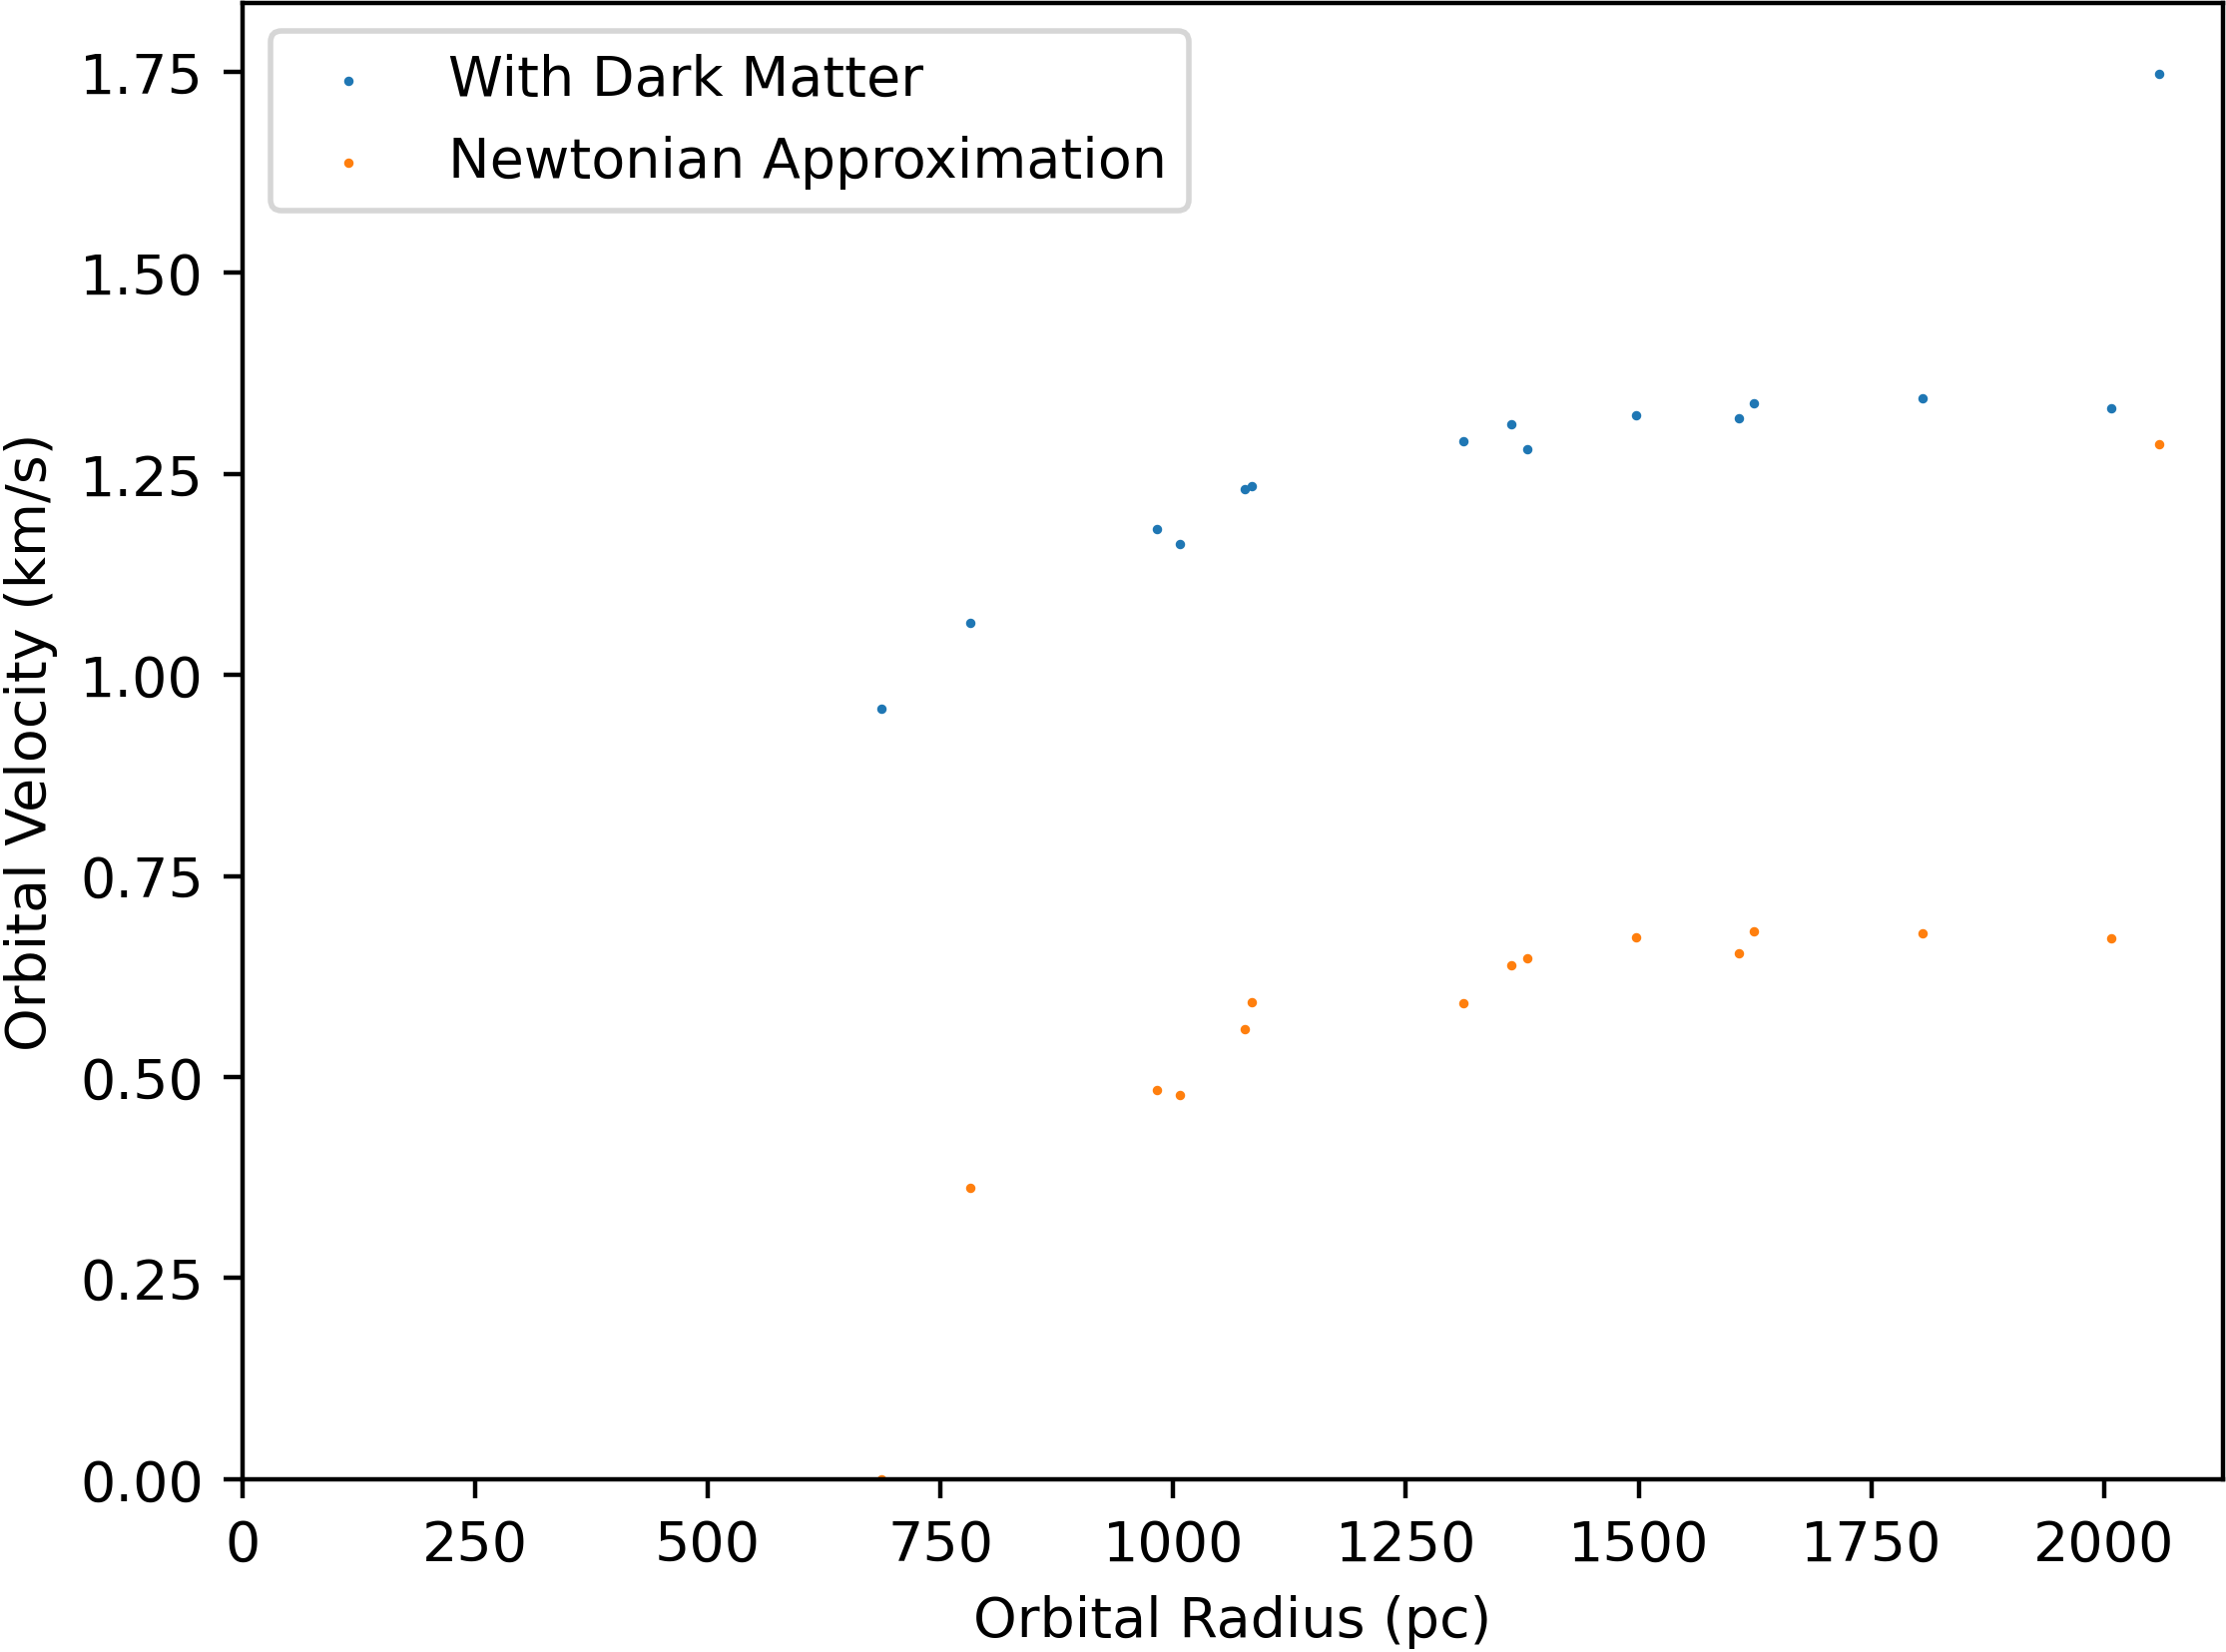 With Dark Matter
Newtonian Approximation
1.75
1.50
1.25
1.00
0.75
0.50
0.25
0.00
Orbital Velocity (km/s)
0 250 500 750 1000 1250 1500 1750 2000
Orbital Radius (pc)